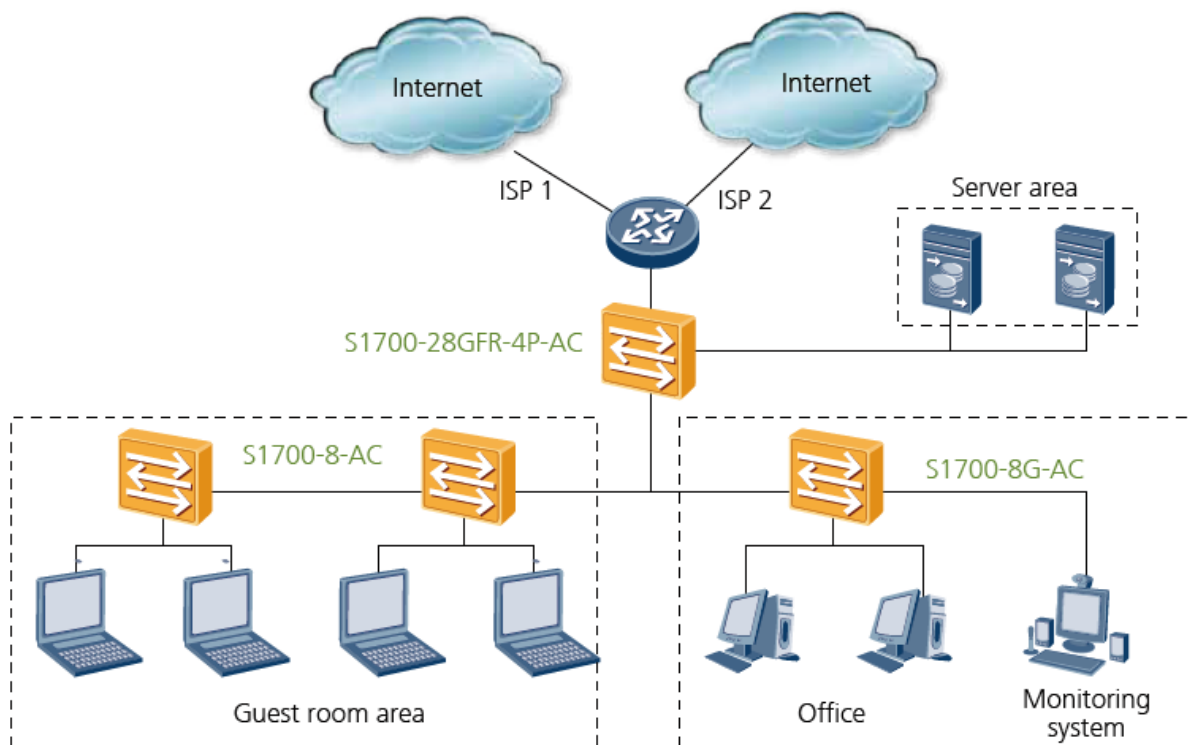 Internet
Internet
ISP 1
ISP 2
Server area
S1700-28GFR-4P-AC
S1700-8-AC
S1700-8G-AC
Guest room area
Office
Monitoring
system